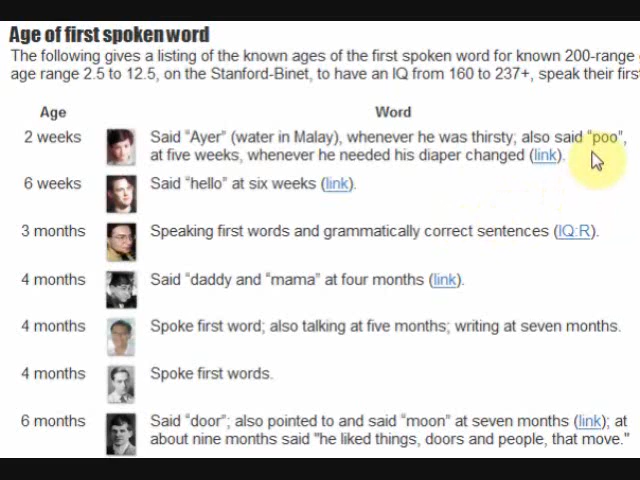 Age of first spoken word
The following gives a listing of the known ages of the first spoken word for known 200-range
age range 2.5 to 12.5, on the Stanford-Binet, to have an IQ from 160 to 237+, speak their first
Age Word
2 weeks Said “Ayer” (water in Malay), whenever he was thirsty; also said “poo”,
at five weeks, whenever he needed his diaper changed (link).
6 weeks Said “hello” at six weeks (link).
3 months Speaking first words and grammatically correct sentences (IQ:R).
4 months Said “daddy and “mama” at four months (link).
4 months Spoke first word; also talking at five months; writing at seven months.
4 months Spoke first words.
6 months Said “door”; also pointed to and said “moon” at seven months (link); at
about nine months said "he liked things, doors and people, that move."